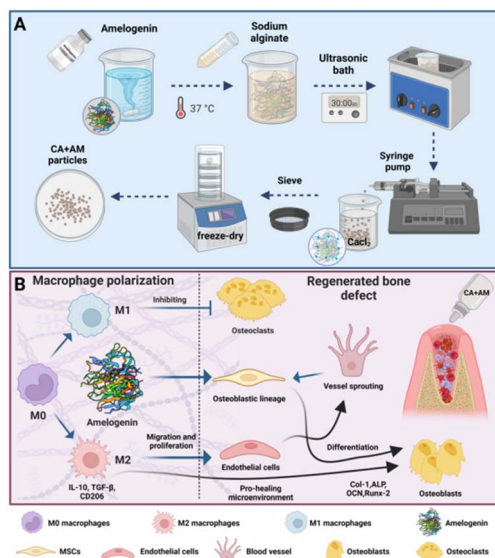 A
Amelogenin
Sodium
alginate
Ultrasonic
bath
37 °C
30:00m
CA+AM
particles
Syringe
pump
Sieve
freeze-dry
Cacl₂
B
Macrophage polarization
Regenerated bone
defect
M1
Inhibiting
CA+AM
Osteoclasts
M0
Amelogenin
Osteoblastic lineage
Vessel sprouting
Migration and
proliferation
M2
Differentiation
Endothelial cells
IL-10, TGF-β,
CD206
Pro-healing
microenvironment
Col-1,ALP,
OCN,Runx-2
Osteoblasts
M0 macrophages
M2 macrophages
M1 macrophages
Amelogenin
MSCs
Endothelial cells
Blood vessel
Osteoblasts
Osteoclasts